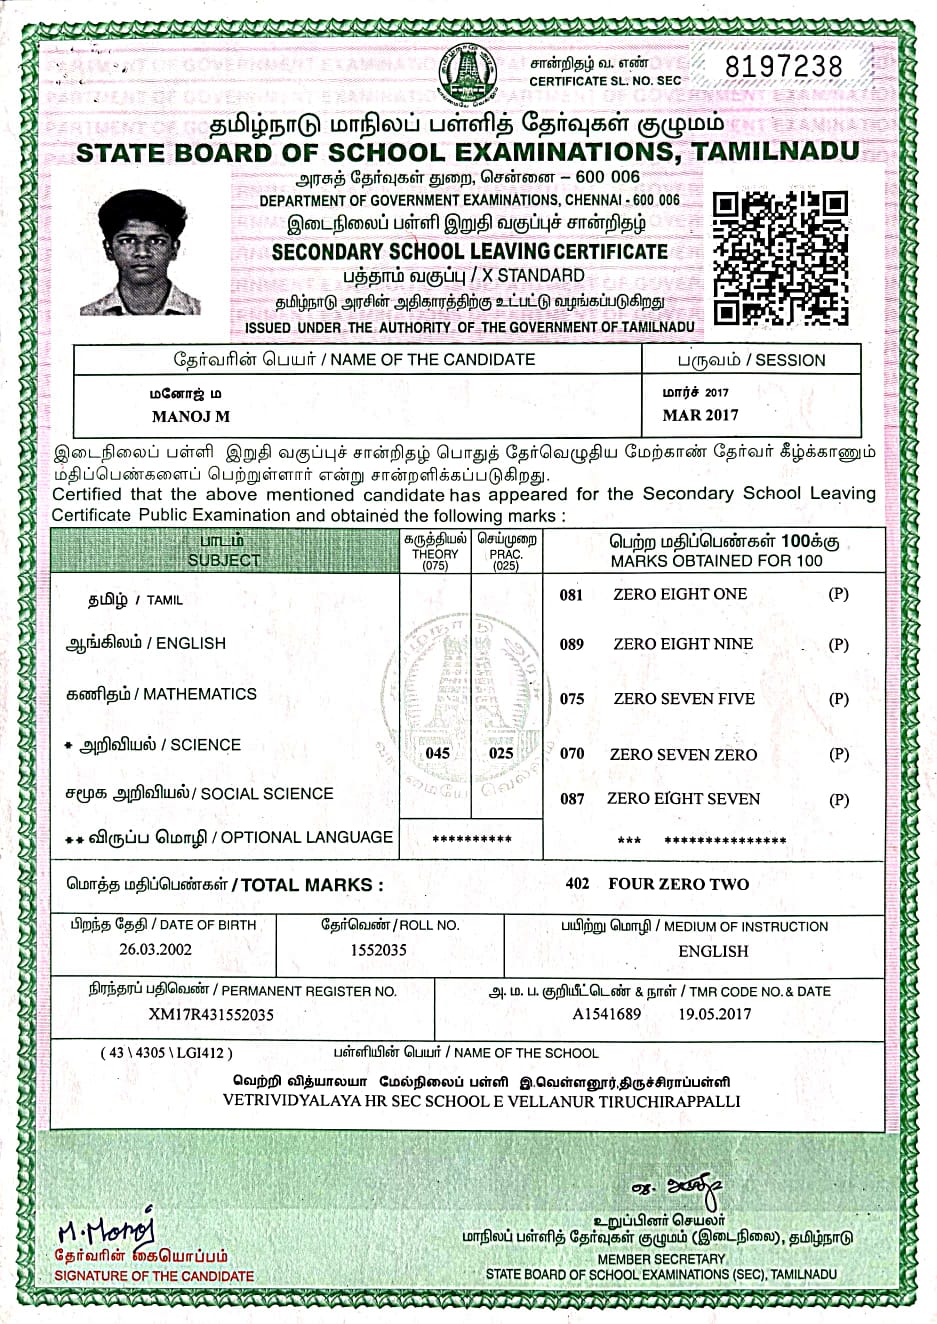 சான்றிதழ் வ. எண்
CERTIFICATE SL. NO. SEC 8197238
தமிழ்நாடு மாநிலப் பள்ளித் தேர்வுகள் குழுமம்
STATE BOARD OF SCHOOL EXAMINATIONS, TAMILNADU
அரசுத் தேர்வுகள் துறை, சென்னை – 600 006
DEPARTMENT OF GOVERNMENT EXAMINATIONS, CHENNAI - 600 006
இடைநிலைப் பள்ளி இறுதி வகுப்புச் சான்றிதழ்
SECONDARY SCHOOL LEAVING CERTIFICATE
பத்தாம் வகுப்பு / X STANDARD
தமிழ்நாடு அரசின் அதிகாரத்திற்கு உட்பட்டு வழங்கப்படுகிறது
ISSUED UNDER THE AUTHORITY OF THE GOVERNMENT OF TAMILNADU
தேர்வரின் பெயர் / NAME OF THE CANDIDATE பருவம் / SESSION
மனோஜ் ம மார்ச் 2017
MANOJ M MAR 2017
இடைநிலைப் பள்ளி இறுதி வகுப்புச் சான்றிதழ் பொதுத் தேர்வெழுதிய மேற்காண் தேர்வர் கீழ்க்காணும்
மதிப்பெண்களைப் பெற்றுள்ளார் என்று சான்றளிக்கப்படுகிறது.
Certified that the above mentioned candidate has appeared for the Secondary School Leaving
Certificate Public Examination and obtained the following marks :
பாடம் கருத்தியல் செய்முறை பெற்ற மதிப்பெண்கள் 100க்கு
SUBJECT THEORY (075) PRAC. (025) MARKS OBTAINED FOR 100
தமிழ் / TAMIL 081 ZERO EIGHT ONE (P)
ஆங்கிலம் / ENGLISH 089 ZERO EIGHT NINE (P)
கணிதம் / MATHEMATICS 075 ZERO SEVEN FIVE (P)
* அறிவியல் / SCIENCE 045 025 070 ZERO SEVEN ZERO (P)
சமூக அறிவியல் / SOCIAL SCIENCE 087 ZERO EIGHT SEVEN (P)
** விருப்ப மொழி / OPTIONAL LANGUAGE ********** *** ***************
மொத்த மதிப்பெண்கள் / TOTAL MARKS : 402 FOUR ZERO TWO
பிறந்த தேதி / DATE OF BIRTH தேர்வெண் / ROLL NO. பயிற்று மொழி / MEDIUM OF INSTRUCTION
26.03.2002 1552035 ENGLISH
நிரந்தரப் பதிவெண் / PERMANENT REGISTER NO. அ. ம. ப. குறியீட்டெண் & நாள் / TMR CODE NO. & DATE
XM17R431552035 A1541689 19.05.2017
( 43 \ 4305 \ LGI412 ) பள்ளியின் பெயர் / NAME OF THE SCHOOL
வெற்றி வித்யாலயா மேல்நிலைப் பள்ளி இ.வெள்ளனூர்,திருச்சிராப்பள்ளி
VETRIVIDYALAYA HR SEC SCHOOL E VELLANUR TIRUCHIRAPPALLI
M. Manoj
தேர்வரின் கையொப்பம்
SIGNATURE OF THE CANDIDATE
உறுப்பினர் செயலர்
மாநிலப் பள்ளித் தேர்வுகள் குழுமம் (இடைநிலை), தமிழ்நாடு
MEMBER SECRETARY
STATE BOARD OF SCHOOL EXAMINATIONS (SEC), TAMILNADU